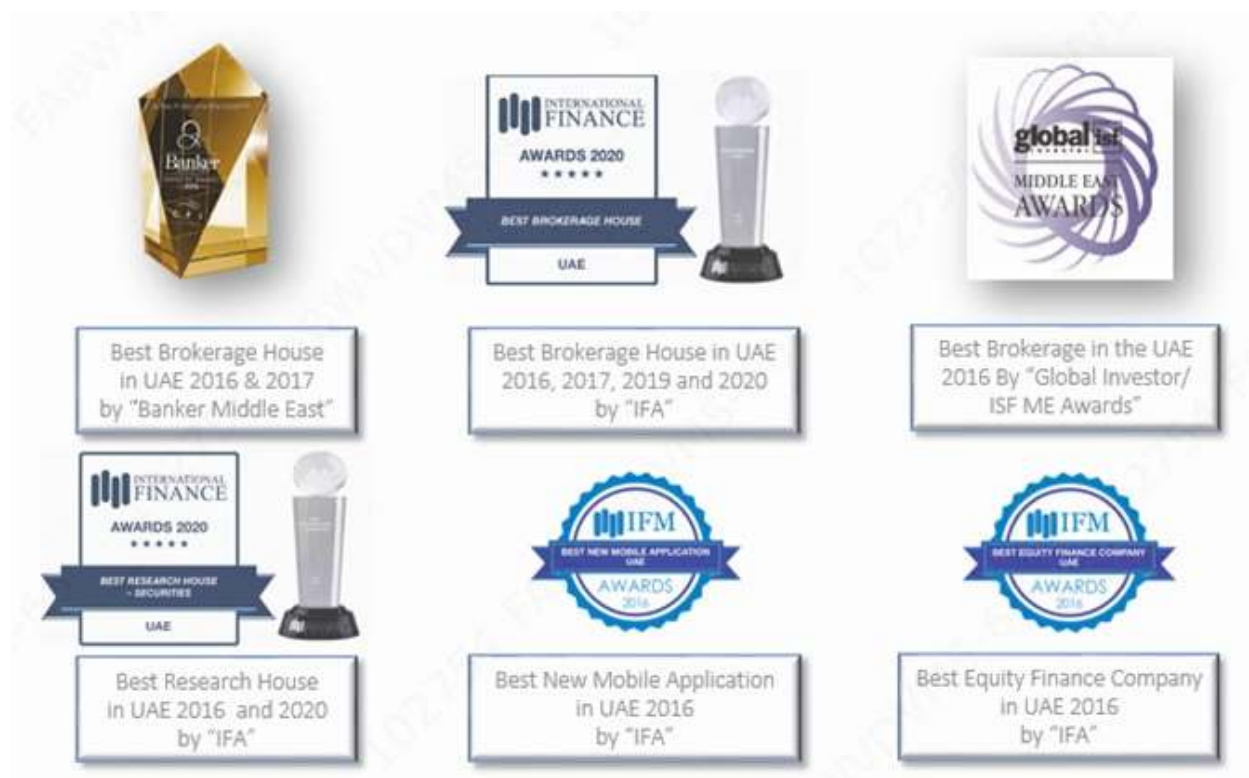 Banker
INTERNATIONAL
FINANCE
AWARDS 2020
BEST BROKERAGE HOUSE
UAE
global isf
INVESTOR
MIDDLE EAST
AWARDS
Best Brokerage House
in UAE 2016 & 2017
by "Banker Middle East"
Best Brokerage House in UAE
2016, 2017, 2019 and 2020
by "IFA"
Best Brokerage in the UAE
2016 By "Global Investor/
ISF ME Awards"
INTERNATIONAL
FINANCE
AWARDS 2020
BEST RESEARCH HOUSE
- SECURITIES
UAE
IFM
BEST NEW MOBILE APPLICATION
UAE
AWARDS
2016
IFM
BEST EQUITY FINANCE COMPANY
UAE
AWARDS
2016
Best Research House
in UAE 2016 and 2020
by "IFA"
Best New Mobile Application
in UAE 2016
by "IFA"
Best Equity Finance Company
in UAE 2016
by "IFA"